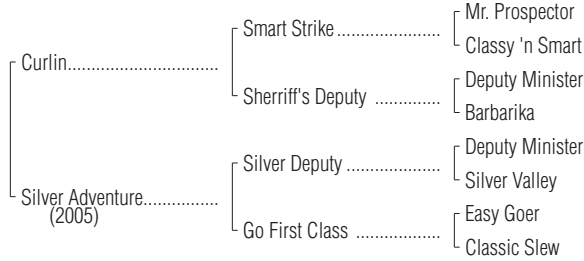 Mr. Prospector
Smart Strike ..................
Classy 'n Smart
Curlin...............................
Deputy Minister
Sherriff's Deputy ...............
Barbarika
Deputy Minister
Silver Deputy ..................
Silver Valley
Silver Adventure...............
(2005)
Easy Goer
Go First Class ..................
Classic Slew